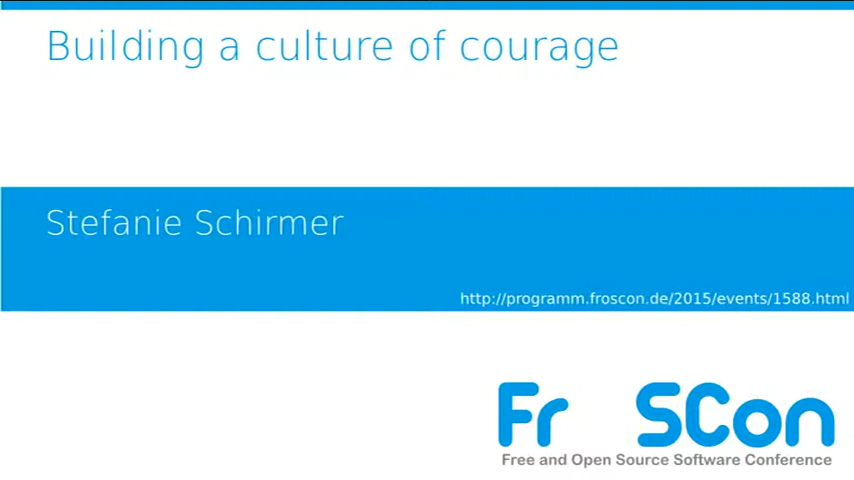 Building a culture of courage
Stefanie Schirmer
http://programm.froscon.de/2015/events/1588.html
Fr SCon
Free and Open Source Software Conference